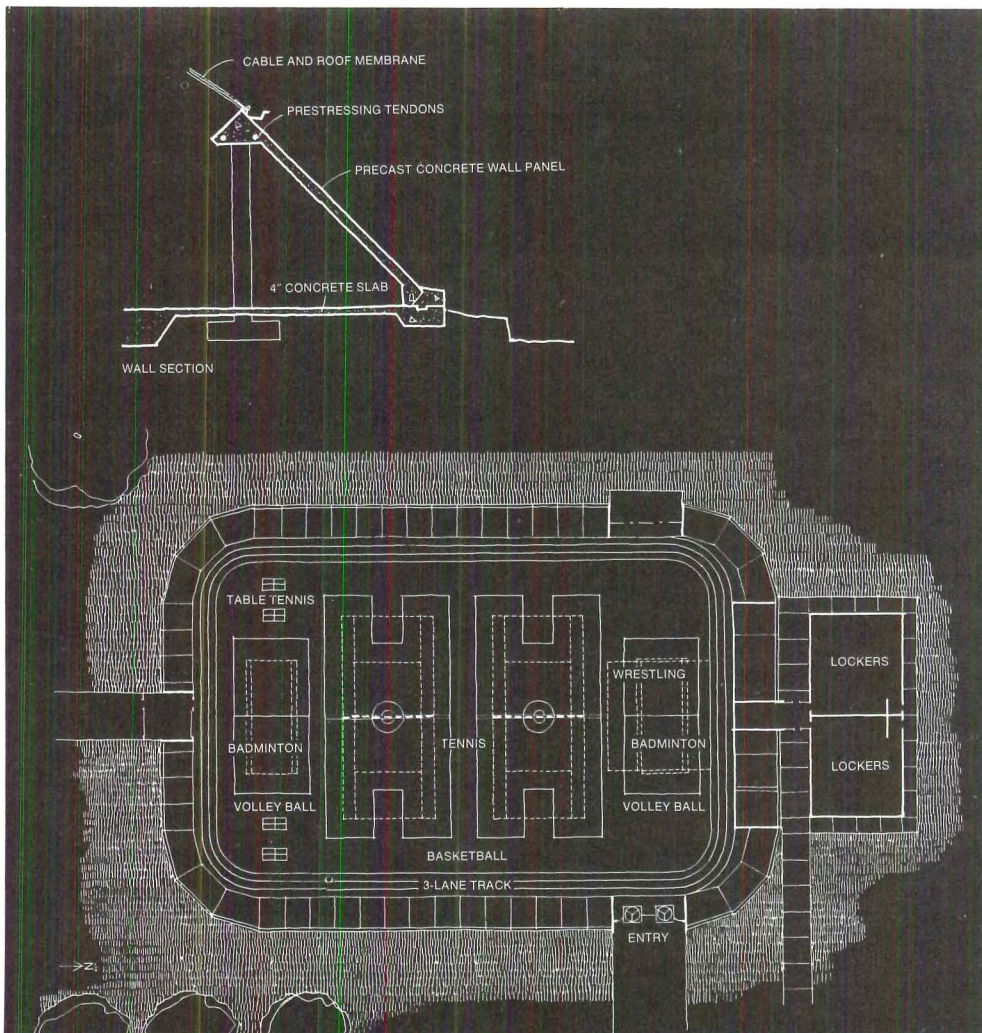 CABLE AND ROOF MEMBRANE
PRESTRESSING TENDONS
PRECAST CONCRETE WALL PANEL
4" CONCRETE SLAB
WALL SECTION
TABLE TENNIS
WRESTLING
LOCKERS
BADMINTON
TENNIS
BADMINTON
LOCKERS
VOLLEY BALL
VOLLEY BALL
BASKETBALL
3-LANE TRACK
ENTRY
N